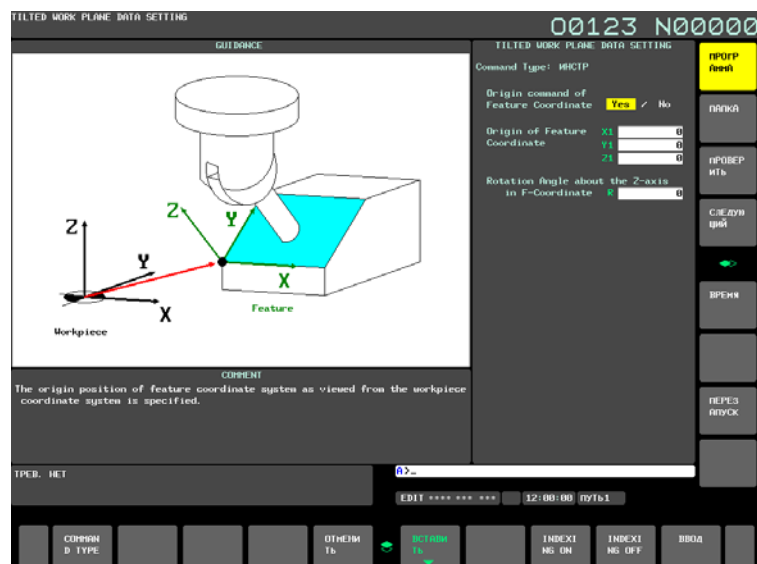 TILTED WORK PLANE DATA SETTING
O0123 N00000
GUIDANCE
Z
Y
X
Z
Y
X
Workpiece
Feature
COMMENT
The origin position of feature coordinate system as viewed from the workpiece
coordinate system is specified.
TILTED WORK PLANE DATA SETTING
Command Type: ИНСТР
Origin command of
Feature Coordinate Yes / No
Origin of Feature X1 0
Coordinate Y1 0
Z1 0
Rotation Angle about the Z-axis
in F-Coordinate R 0
ПРОГР
АММА
ПАПКА
ПРОВЕР
ИТЬ
СЛЕДУЮ
ЩИЙ
ВРЕМЯ
ПЕРЕЗ
АПУСК
ТРЕВ. НЕТ
A>_
EDIT **** *** *** 12:00:00 ПУТЬ1
COMMAN
D TYPE
ОТМЕНИ
ТЬ
ВСТАВИ
ТЬ
INDEXI
NG ON
INDEXI
NG OFF
ВВОД